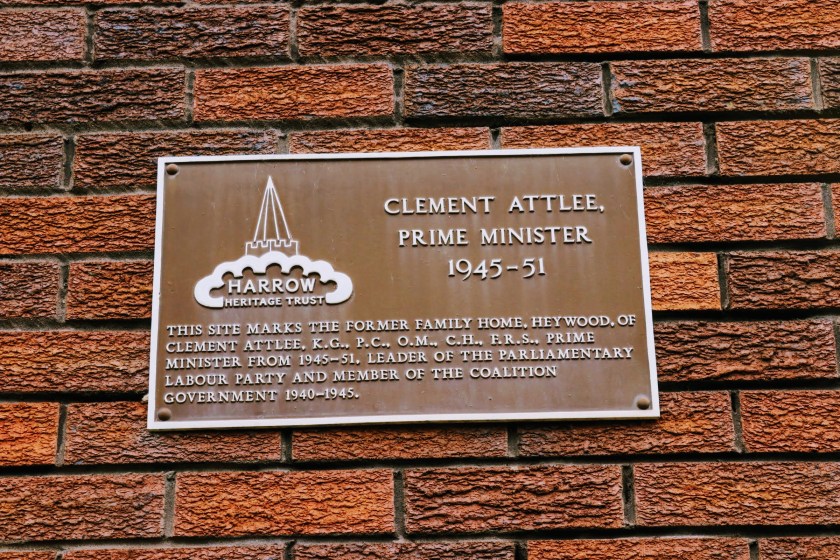 CLEMENT ATTLEE,
PRIME MINISTER
1945-51
HARROW
HERITAGE TRUST
THIS SITE MARKS THE FORMER FAMILY HOME, HEYWOOD, OF
CLEMENT ATTLEE, K.G., P.C., O.M., C.H., F.R.S., PRIME
MINISTER FROM 1945-51. LEADER OF THE PARLIAMENTARY
LABOUR PARTY AND MEMBER OF THE COALITION
GOVERNMENT 1940-1945.